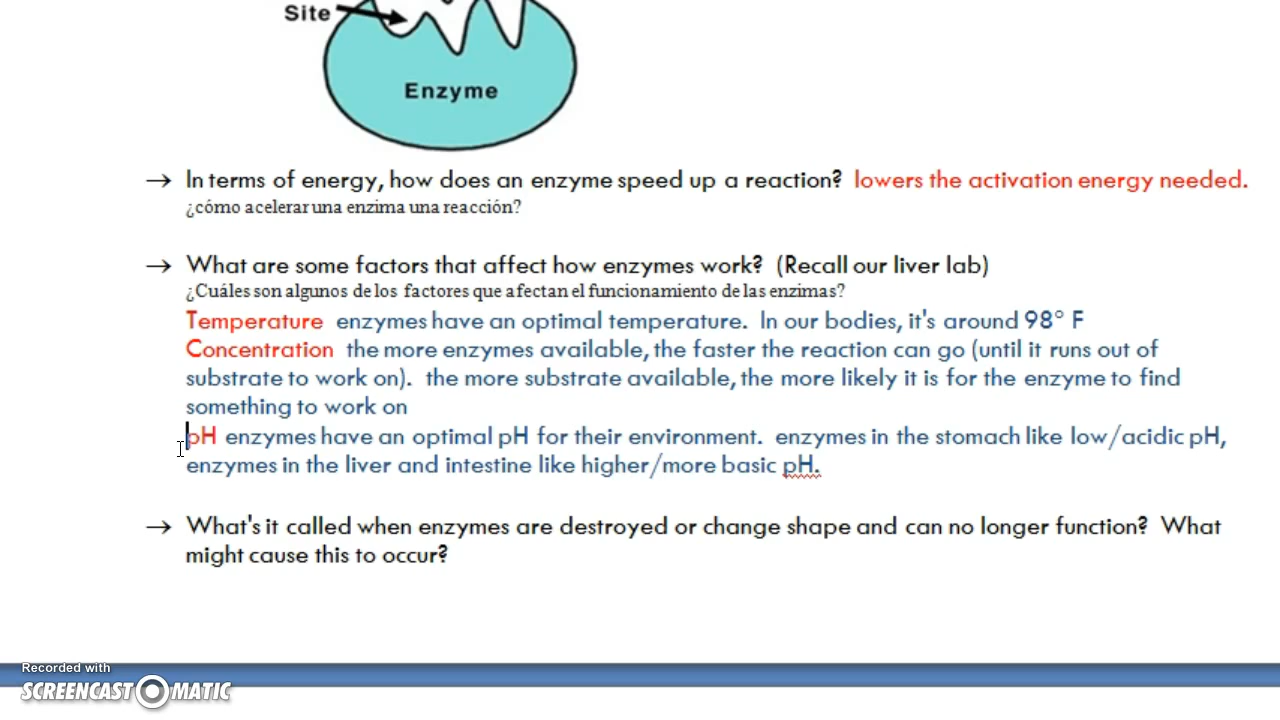 Site
Enzyme
→ In terms of energy, how does an enzyme speed up a reaction? lowers the activation energy needed.
¿cómo acelerar una enzima una reacción?
→ What are some factors that affect how enzymes work? (Recall our liver lab)
¿Cuáles son algunos de los factores que afectan el funcionamiento de las enzimas?
Temperature enzymes have an optimal temperature. In our bodies, it's around 98° F
Concentration the more enzymes available, the faster the reaction can go (until it runs out of
substrate to work on). the more substrate available, the more likely it is for the enzyme to find
something to work on
pH enzymes have an optimal pH for their environment. enzymes in the stomach like low/acidic pH,
enzymes in the liver and intestine like higher/more basic pH.
→ What's it called when enzymes are destroyed or change shape and can no longer function? What
might cause this to occur?
Recorded with
SCREENCAST O MATIC